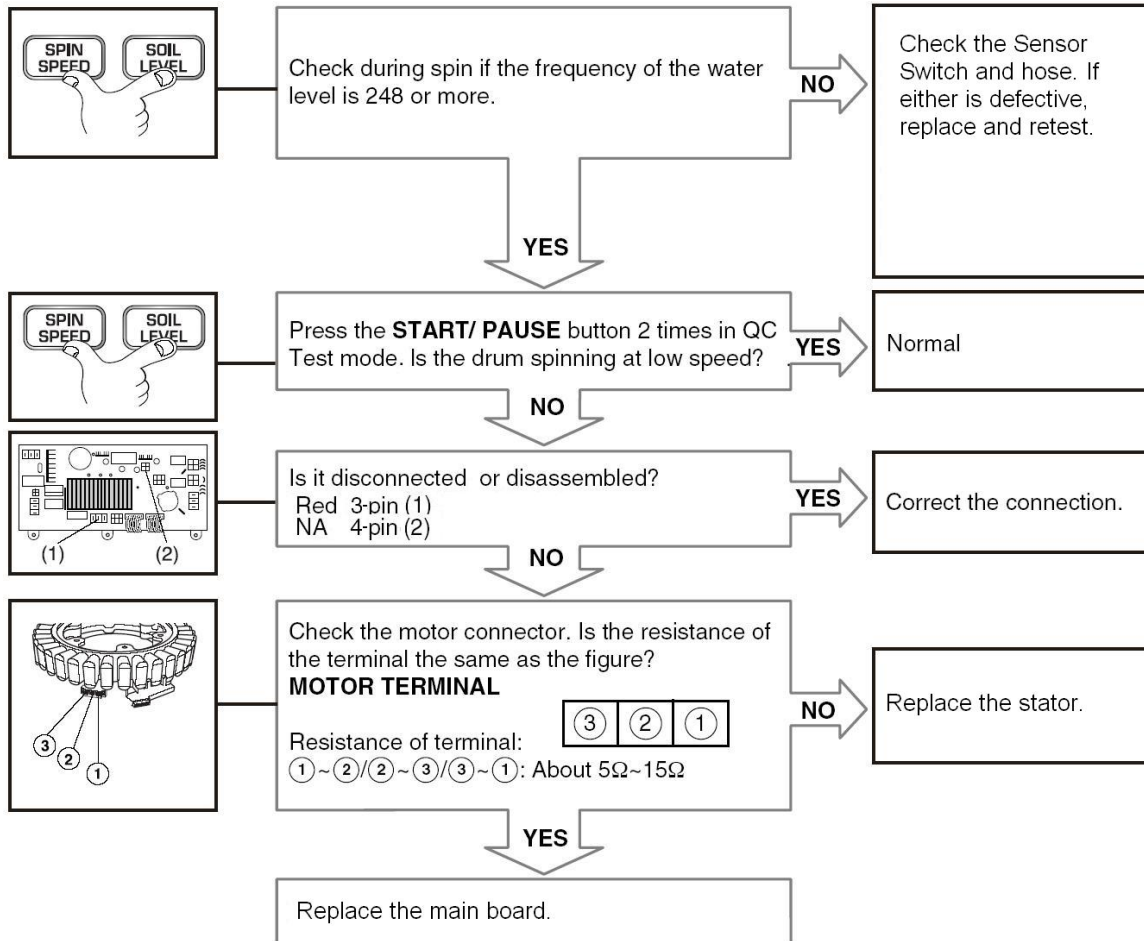 SPIN
SPEED
SOIL
LEVEL
Check during spin if the frequency of the water
level is 248 or more.
NO
Check the Sensor
Switch and hose. If
either is defective,
replace and retest.
YES
SPIN
SPEED
SOIL
LEVEL
Press the START/ PAUSE button 2 times in QC
Test mode. Is the drum spinning at low speed?
YES
Normal
NO
(1)
(2)
Is it disconnected or disassembled?
Red 3-pin (1)
NA 4-pin (2)
YES
Correct the connection.
NO
③
②
①
Check the motor connector. Is the resistance of
the terminal the same as the figure?
MOTOR TERMINAL
③ ② ①
Resistance of terminal:
①~②/②~③/③~①: About 5Ω~15Ω
NO
Replace the stator.
YES
Replace the main board.